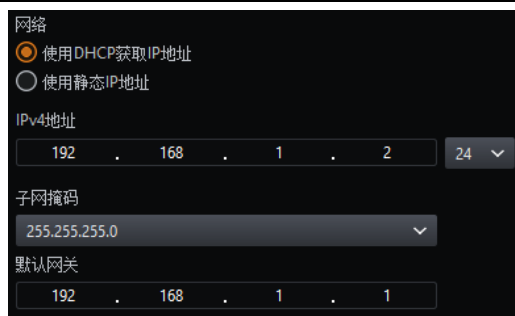 网络
使用DHCP获取IP地址
使用静态IP地址
IPv4地址
192 . 168 . 1 . 2 24
子网掩码
255.255.255.0
默认网关
192 . 168 . 1 . 1